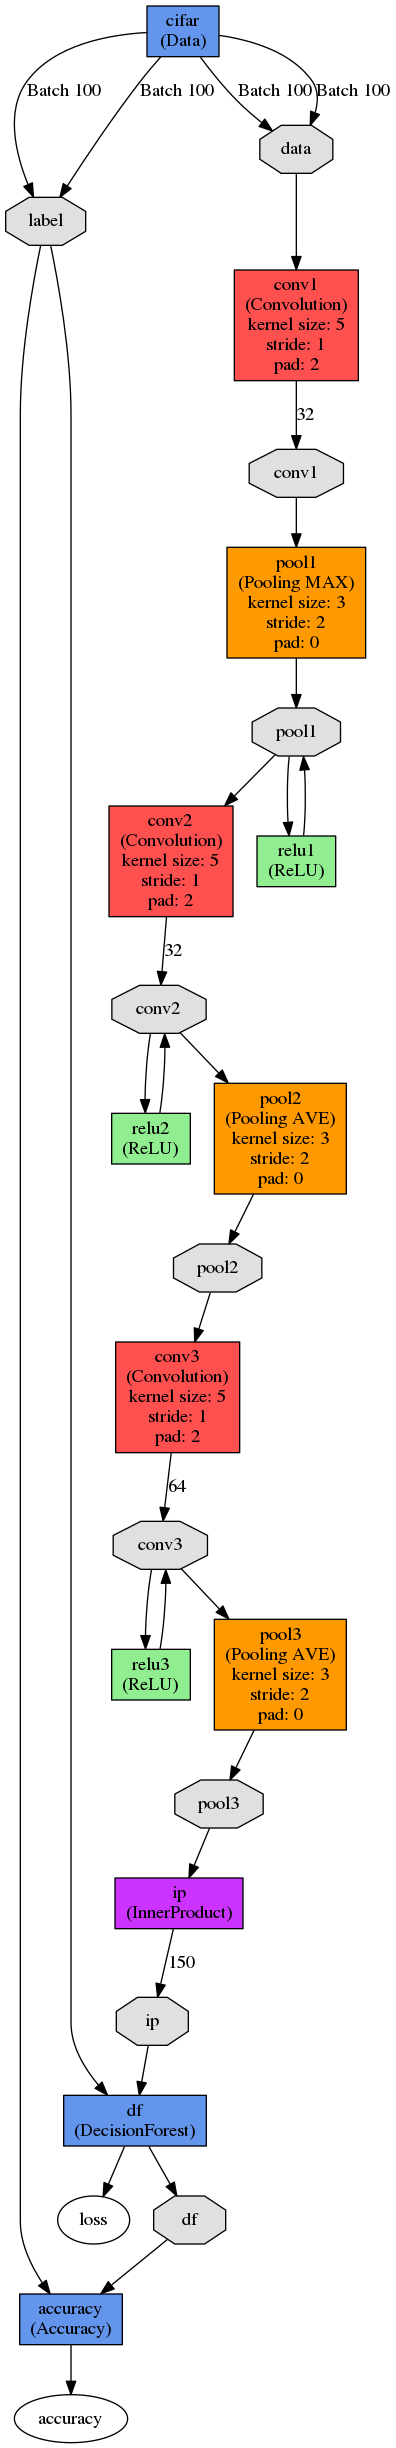 cifar
(Data)
Batch 100
Batch 100
Batch 100
Batch 100
data
label
conv1
(Convolution)
kernel size: 5
stride: 1
pad: 2
32
conv1
pool1
(Pooling MAX)
kernel size: 3
stride: 2
pad: 0
pool1
conv2
(Convolution)
kernel size: 5
stride: 1
pad: 2
relu1
(ReLU)
32
conv2
pool2
(Pooling AVE)
kernel size: 3
stride: 2
pad: 0
relu2
(ReLU)
pool2
conv3
(Convolution)
kernel size: 5
stride: 1
pad: 2
64
conv3
pool3
(Pooling AVE)
kernel size: 3
stride: 2
pad: 0
relu3
(ReLU)
pool3
ip
(InnerProduct)
150
ip
df
(DecisionForest)
loss
df
accuracy
(Accuracy)
accuracy